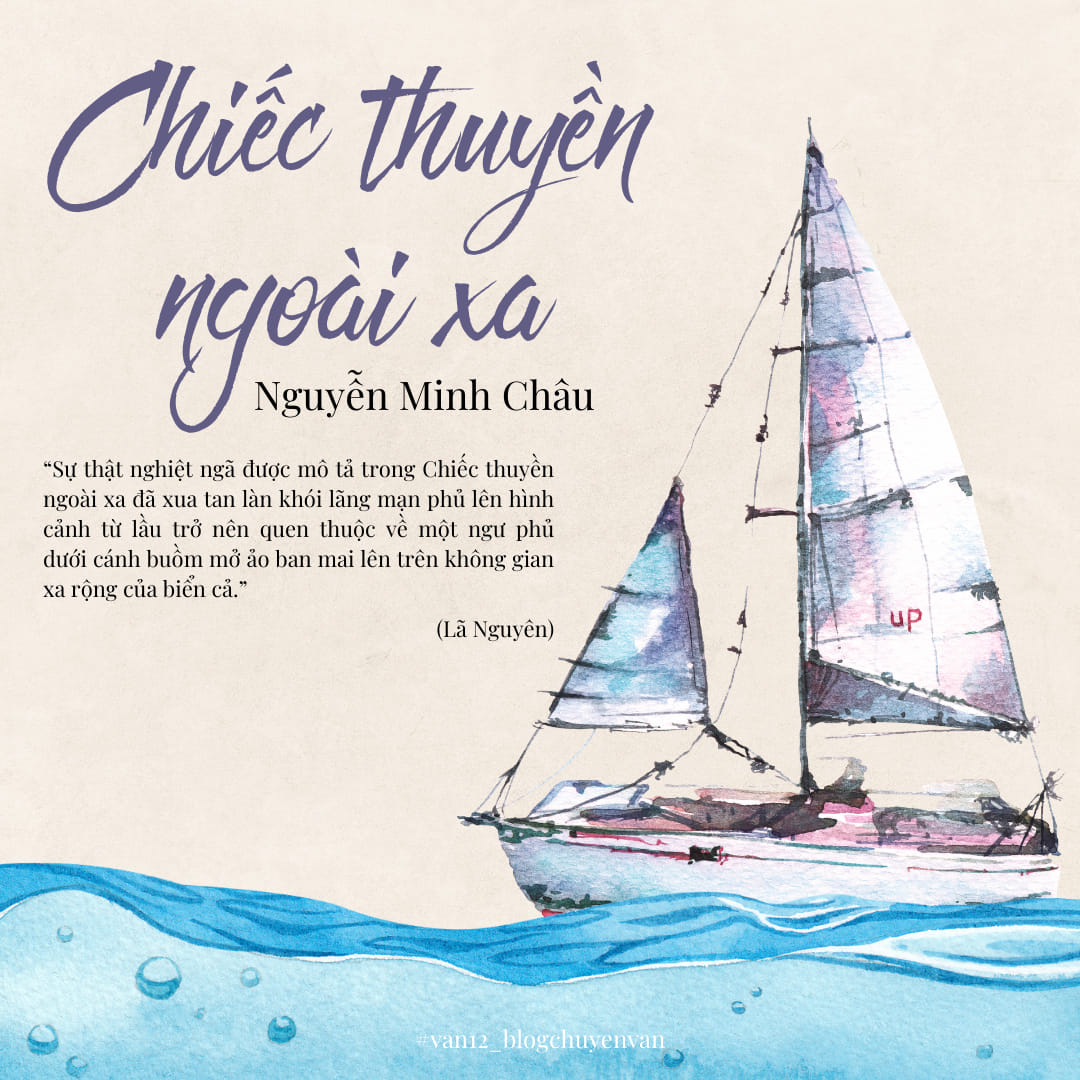 Chiếc thuyền
ngoài xa
Nguyễn Minh Châu
“Sự thật nghiệt ngã được mô tả trong Chiếc thuyền
ngoài xa đã xua tan làn khói lãng mạn phủ lên hình
cảnh từ lầu trở nên quen thuộc về một ngư phủ
dưới cánh buồm mở ảo ban mai lên trên không gian
xa rộng của biển cả.”
(Lã Nguyên)
up
#van12_blogchuyenvan